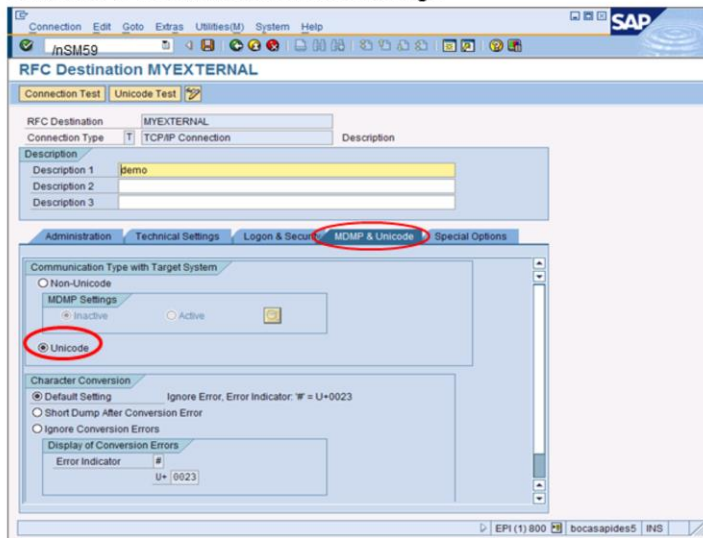 Connection Edit Goto Extras Utilities(M) System Help
SAP
/nSM59
RFC Destination MYEXTERNAL
Connection Test Unicode Test
RFC Destination MYEXTERNAL
Connection Type T TCP/IP Connection Description
Description
Description 1 demo
Description 2
Description 3
Administration Technical Settings Logon & Security MDMP & Unicode Special Options
Communication Type with Target System
Non-Unicode
MDMP Settings
Inactive Active
Unicode
Character Conversion
Default Setting Ignore Error, Error Indicator: '#' = U+0023
Short Dump After Conversion Error
Ignore Conversion Errors
Display of Conversion Errors
Error Indicator #
U+ 0023
EPI (1) 800 bocasapides5 INS